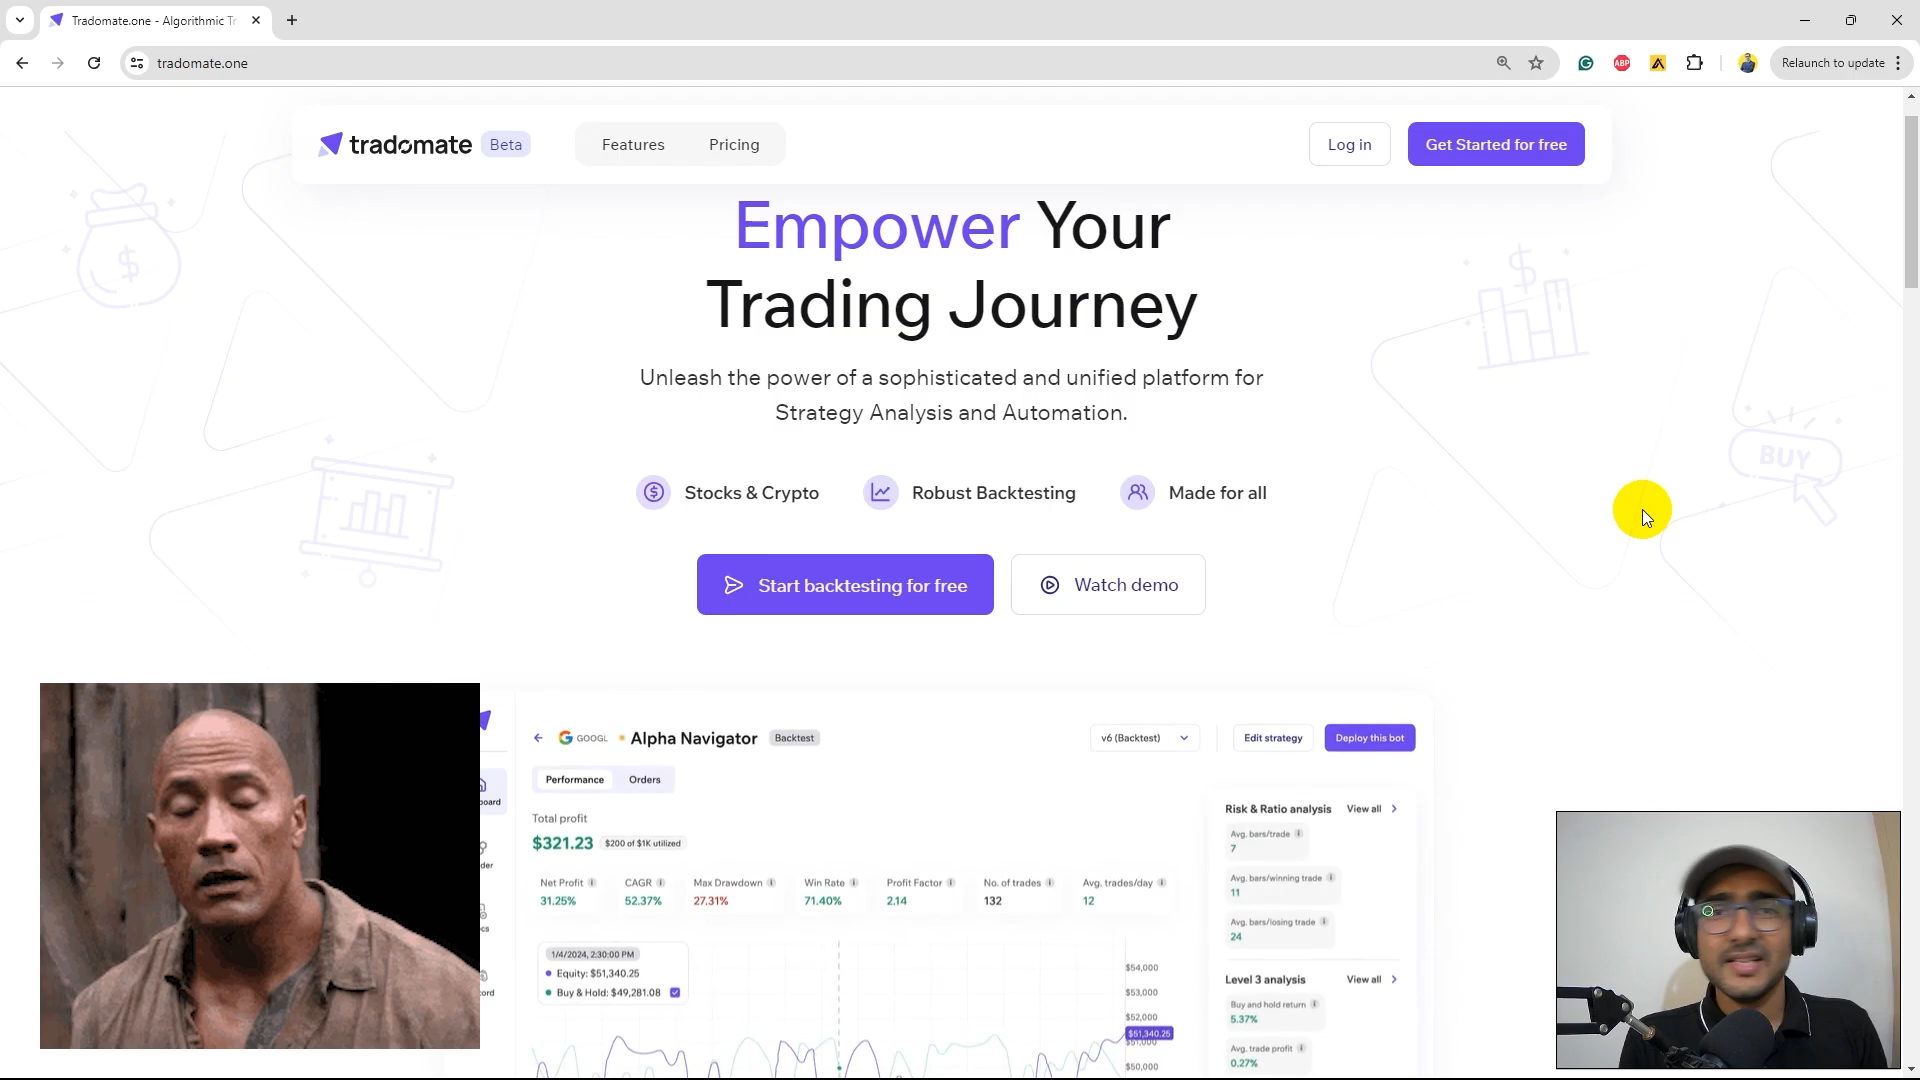 Tradomate.one - Algorithmic Tr
tradomate.one
ABP
Relaunch to update
tradomate
Beta
Features
Pricing
Log in
Get Started for free
Empower Your
Trading Journey
Unleash the power of a sophisticated and unified platform for
Strategy Analysis and Automation.
Stocks & Crypto
Robust Backtesting
Made for all
Start backtesting for free
Watch demo
BUY
GOOGL
Alpha Navigator
Backtest
v6 (Backtest)
Edit strategy
Deploy this bot
Performance
Orders
Total profit
$321.23
$200 of $1K utilized
Net Profit
CAGR
Max Drawdown
Win Rate
Profit Factor
No. of trades
Avg. trades/day
31.25%
52.37%
27.31%
71.40%
2.14
132
12
1/4/2024, 2:30:00 PM
Equity: $51,340.25
Buy & Hold: $49,281.08
$54,000
$53,000
$52,000
$51,340.25
$51,000
$50,000
Risk & Ratio analysis
View all
Avg. bars/trade
7
Avg. bars/winning trade
11
Avg. bars/losing trade
24
Level 3 analysis
View all
Buy and hold return
5.37%
Avg. trade profit
0.27%